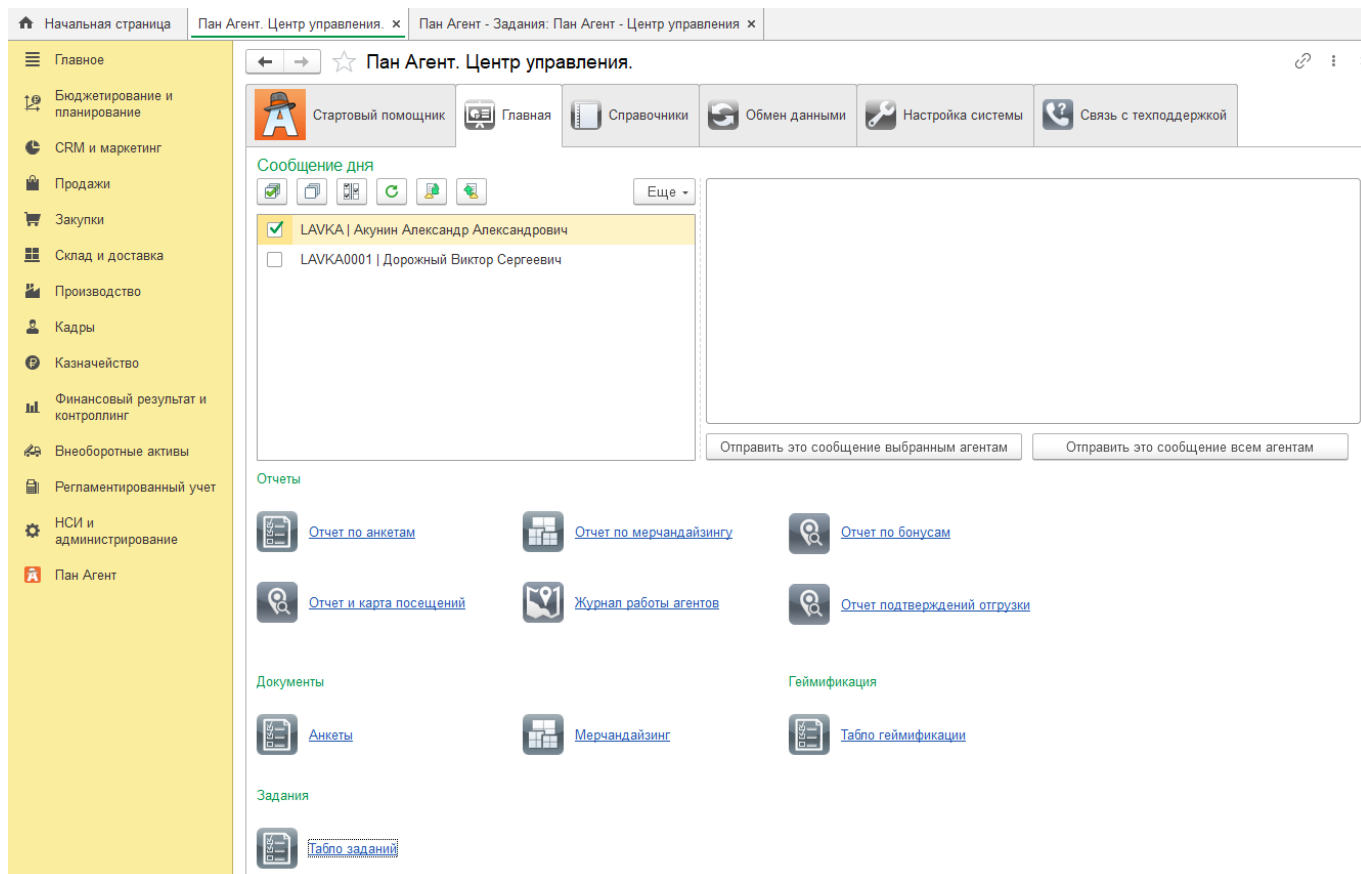 Начальная страница
Пан Агент. Центр управления. ×
Пан Агент - Задания: Пан Агент - Центр управления ×
Главное
Бюджетирование и
планирование
CRM и маркетинг
Продажи
Закупки
Склад и доставка
Производство
Кадры
Казначейство
Финансовый результат и
контроллинг
Внеоборотные активы
Регламентированный учет
НСИ и
администрирование
Пан Агент
Пан Агент. Центр управления.
Стартовый помощник
Главная
Справочники
Обмен данными
Настройка системы
Связь с техподдержкой
Сообщение дня
Еще
LAVKA | Акунин Александр Александрович
LAVKA0001 | Дорожный Виктор Сергеевич
Отправить это сообщение выбранным агентам
Отправить это сообщение всем агентам
Отчеты
Отчет по анкетам
Отчет по мерчандайзингу
Отчет по бонусам
Отчет и карта посещений
Журнал работы агентов
Отчет подтверждений отгрузки
Документы
Геймификация
Анкеты
Мерчандайзинг
Табло геймификации
Задания
Табло заданий